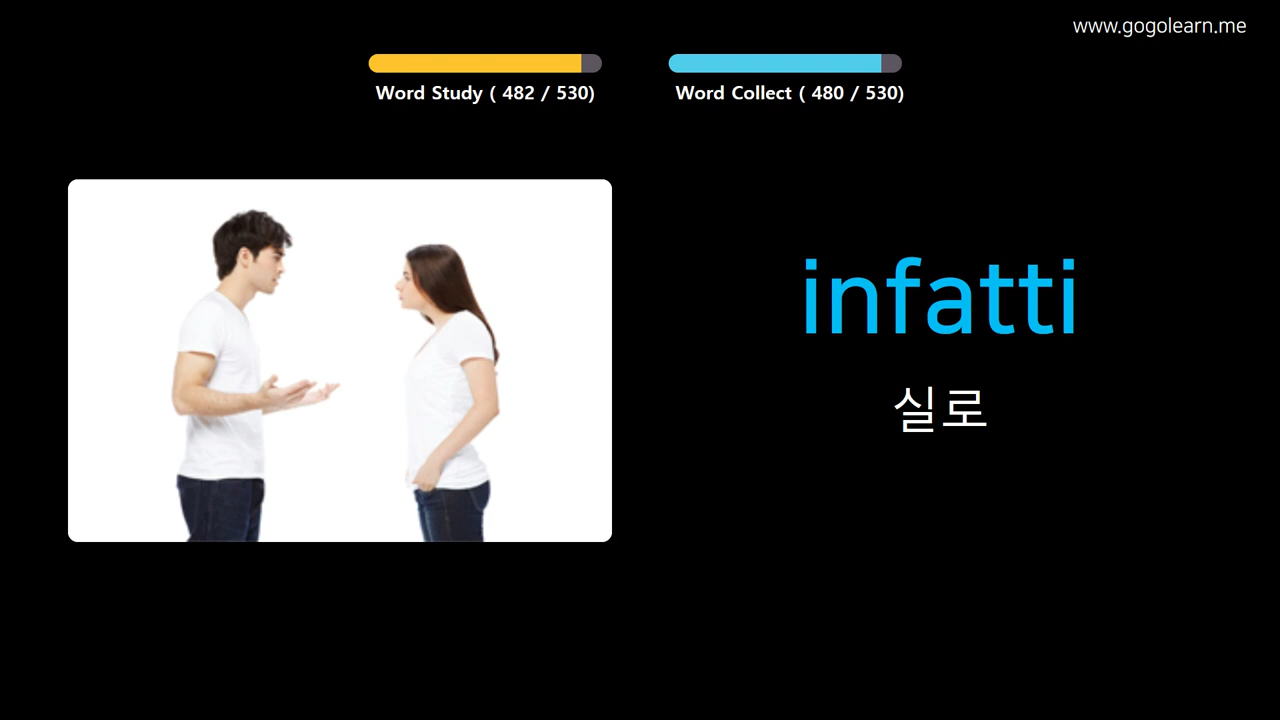 www.gogolearn.me
Word Study ( 482 / 530)
Word Collect ( 480 / 530)
infatti
실로